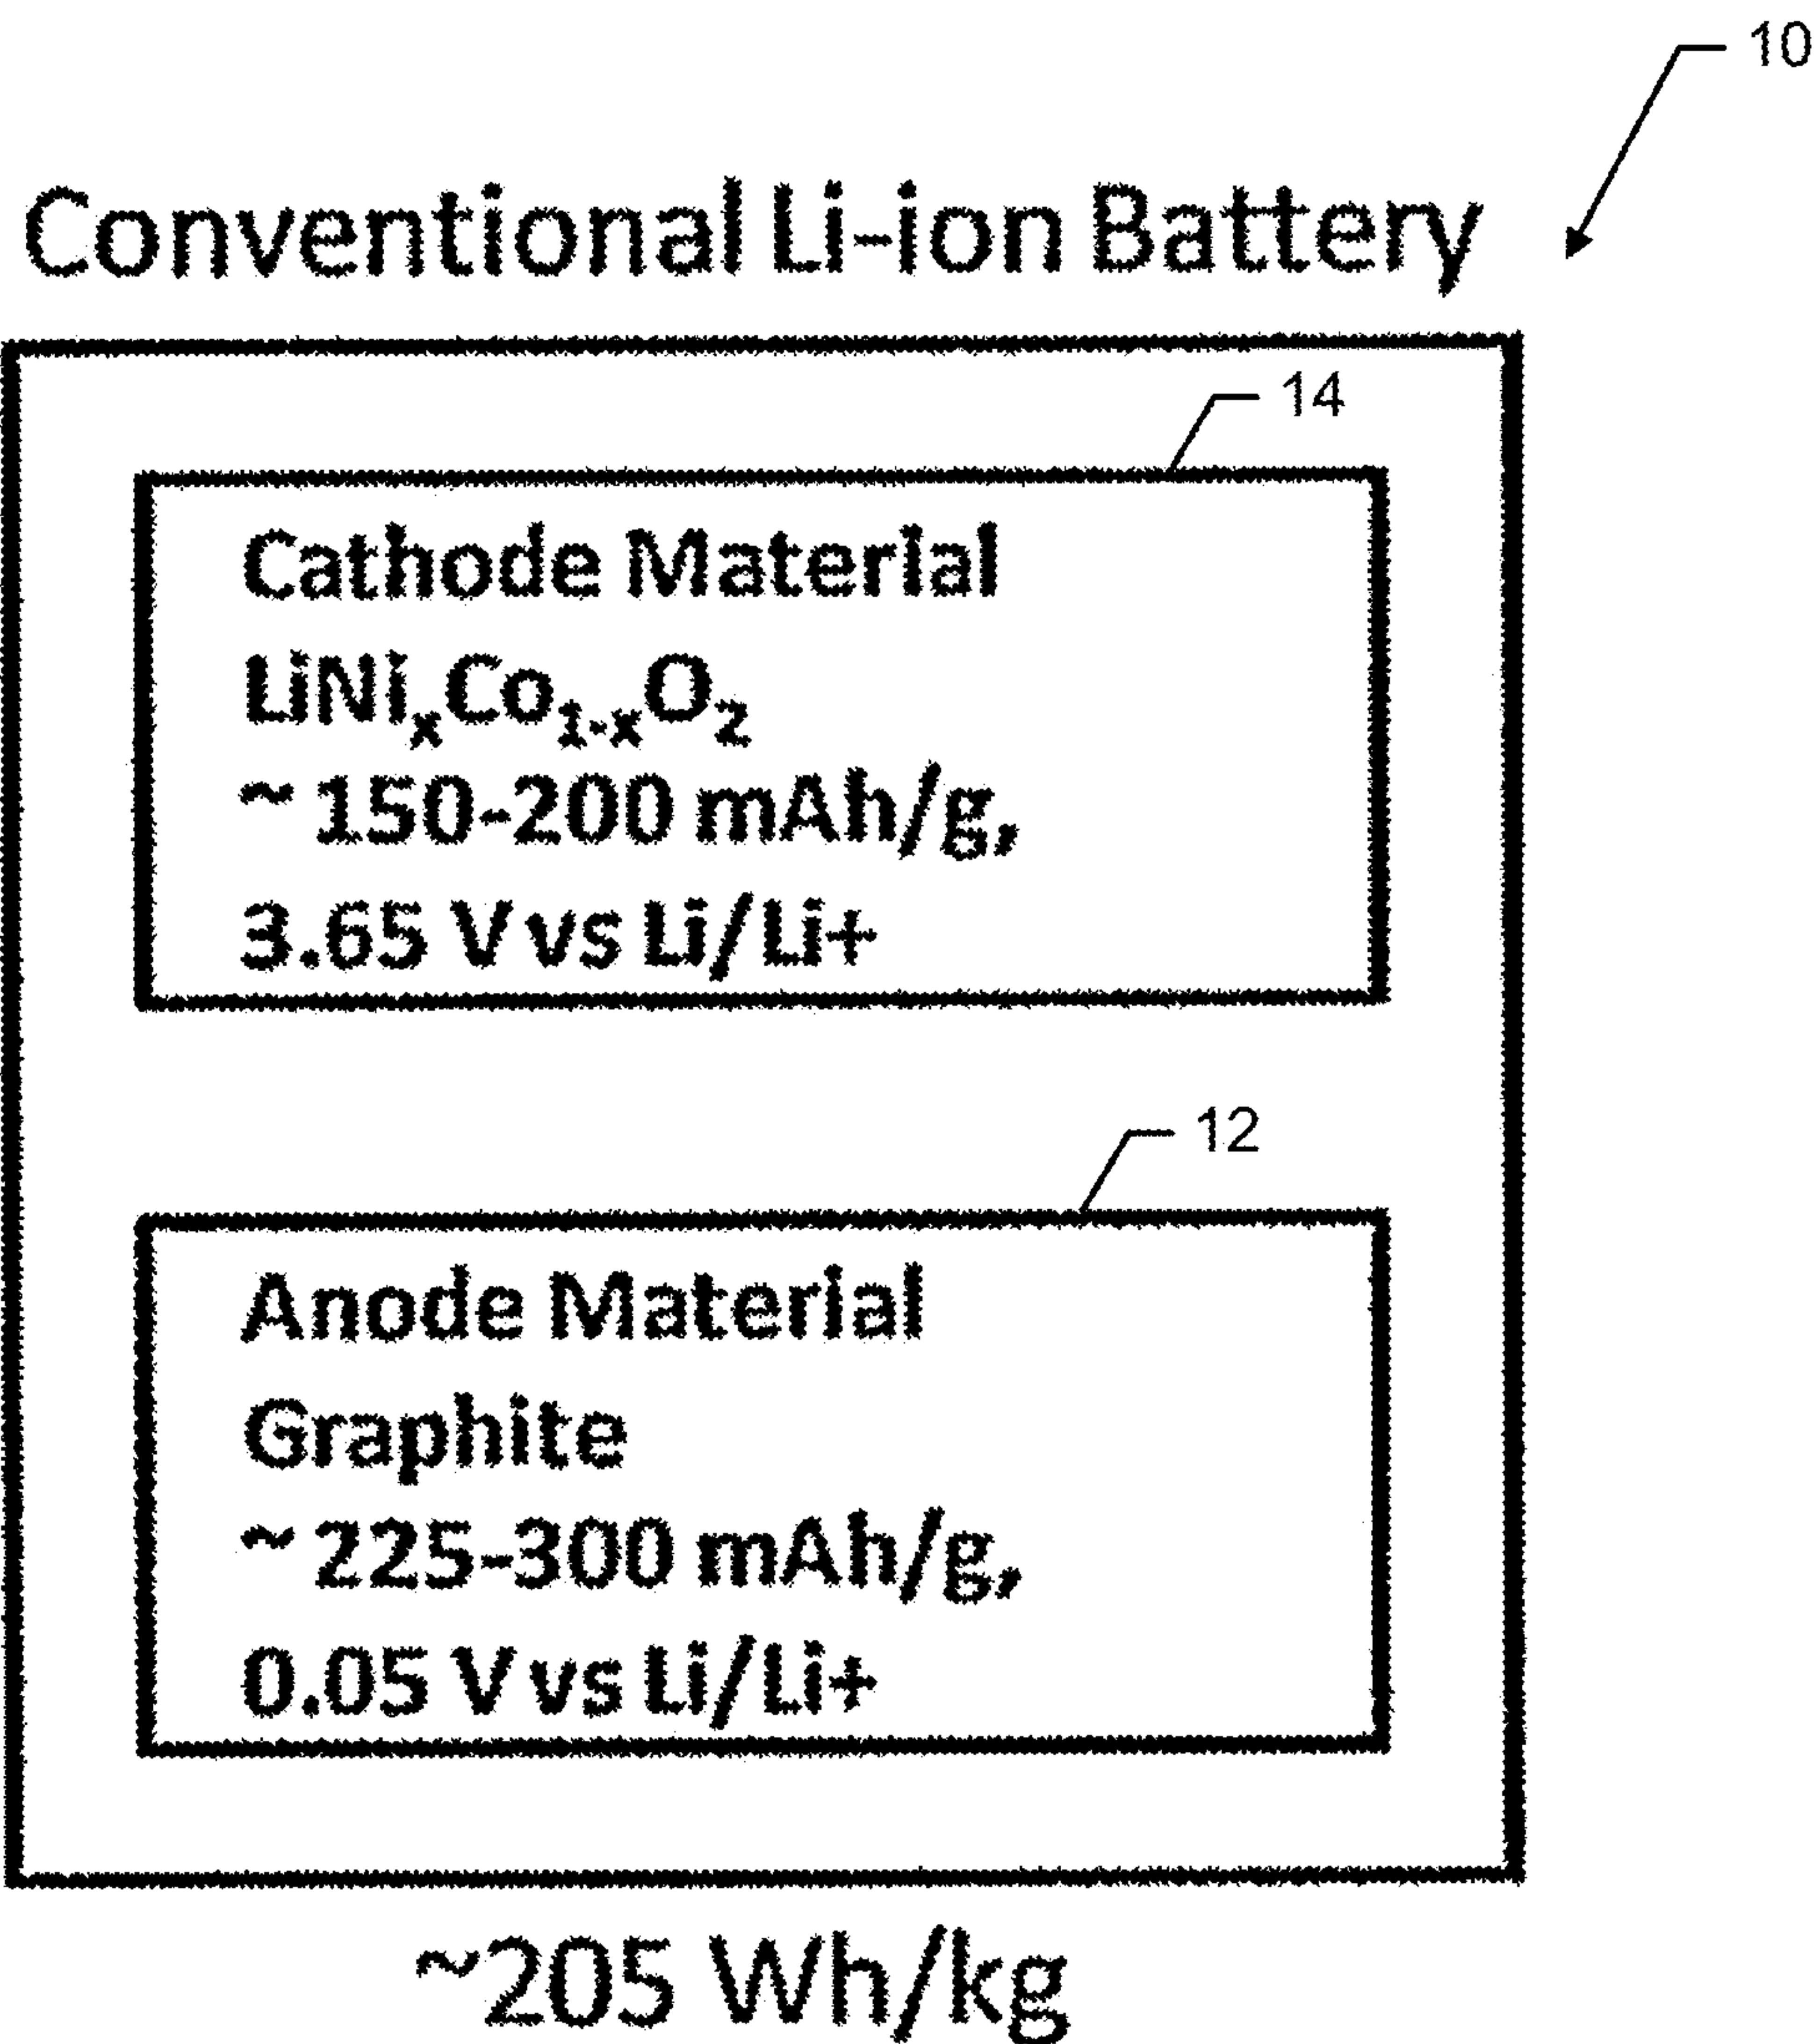 10
Conventional Li-ion Battery
14
Cathode Material
LiNiₓCo₁₋ₓO₂
~ 150-200 mAh/g,
3.65 V vs Li/Li+
12
Anode Material
Graphite
~ 225-300 mAh/g,
0.05 V vs Li/Li+
~205 Wh/kg